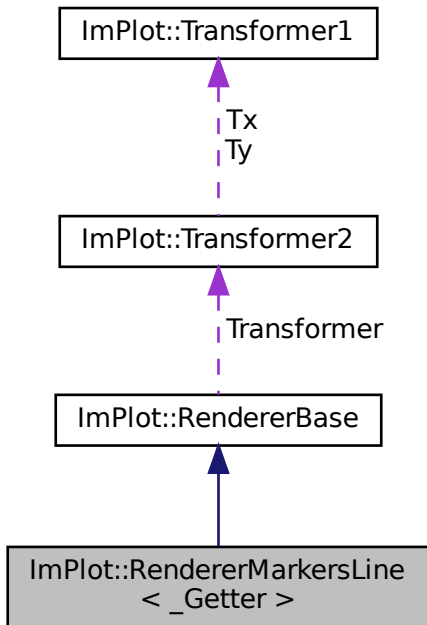 ImPlot::Transformer1
Tx
Ty
ImPlot::Transformer2
Transformer
ImPlot::RendererBase
ImPlot::RendererMarkersLine
< _Getter >